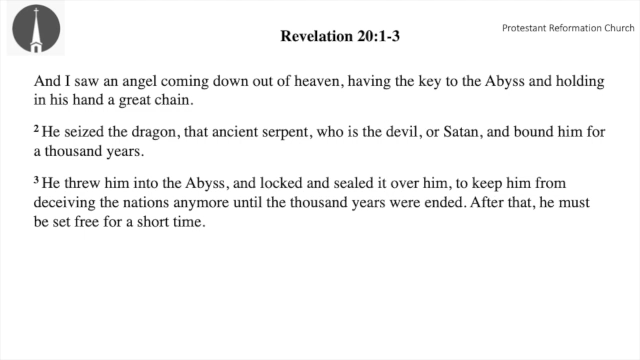 Protestant Reformation Church
Revelation 20:1-3
And I saw an angel coming down out of heaven, having the key to the Abyss and holding
in his hand a great chain.
2 He seized the dragon, that ancient serpent, who is the devil, or Satan, and bound him for
a thousand years.
3 He threw him into the Abyss, and locked and sealed it over him, to keep him from
deceiving the nations anymore until the thousand years were ended. After that, he must
be set free for a short time.